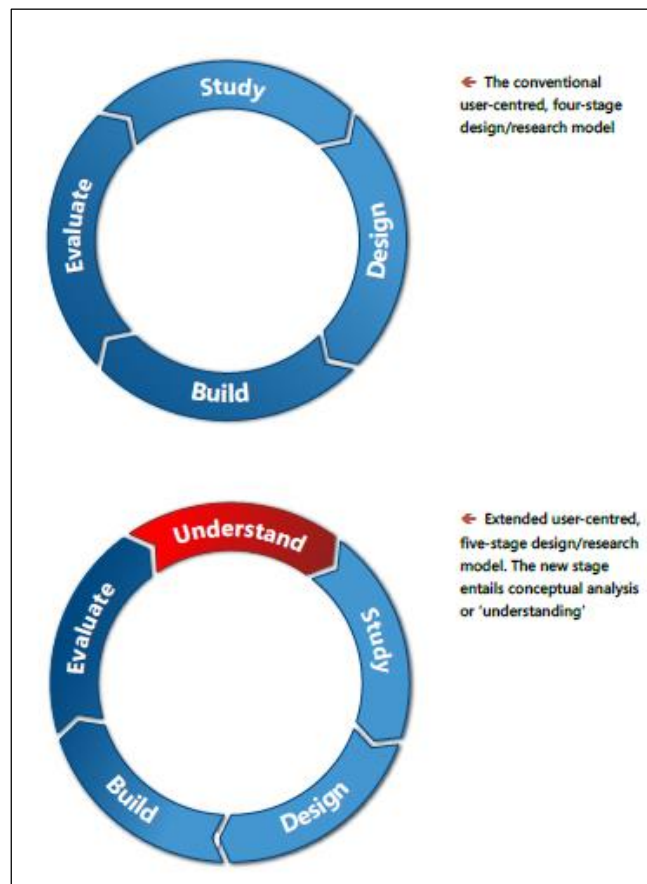 Study
Design
Build
Evaluate
← The conventional
user-centred, four-stage
design/research model
Understand
Study
Design
Build
Evaluate
← Extended user-centred,
five-stage design/research
model. The new stage
entails conceptual analysis
or ‘understanding’